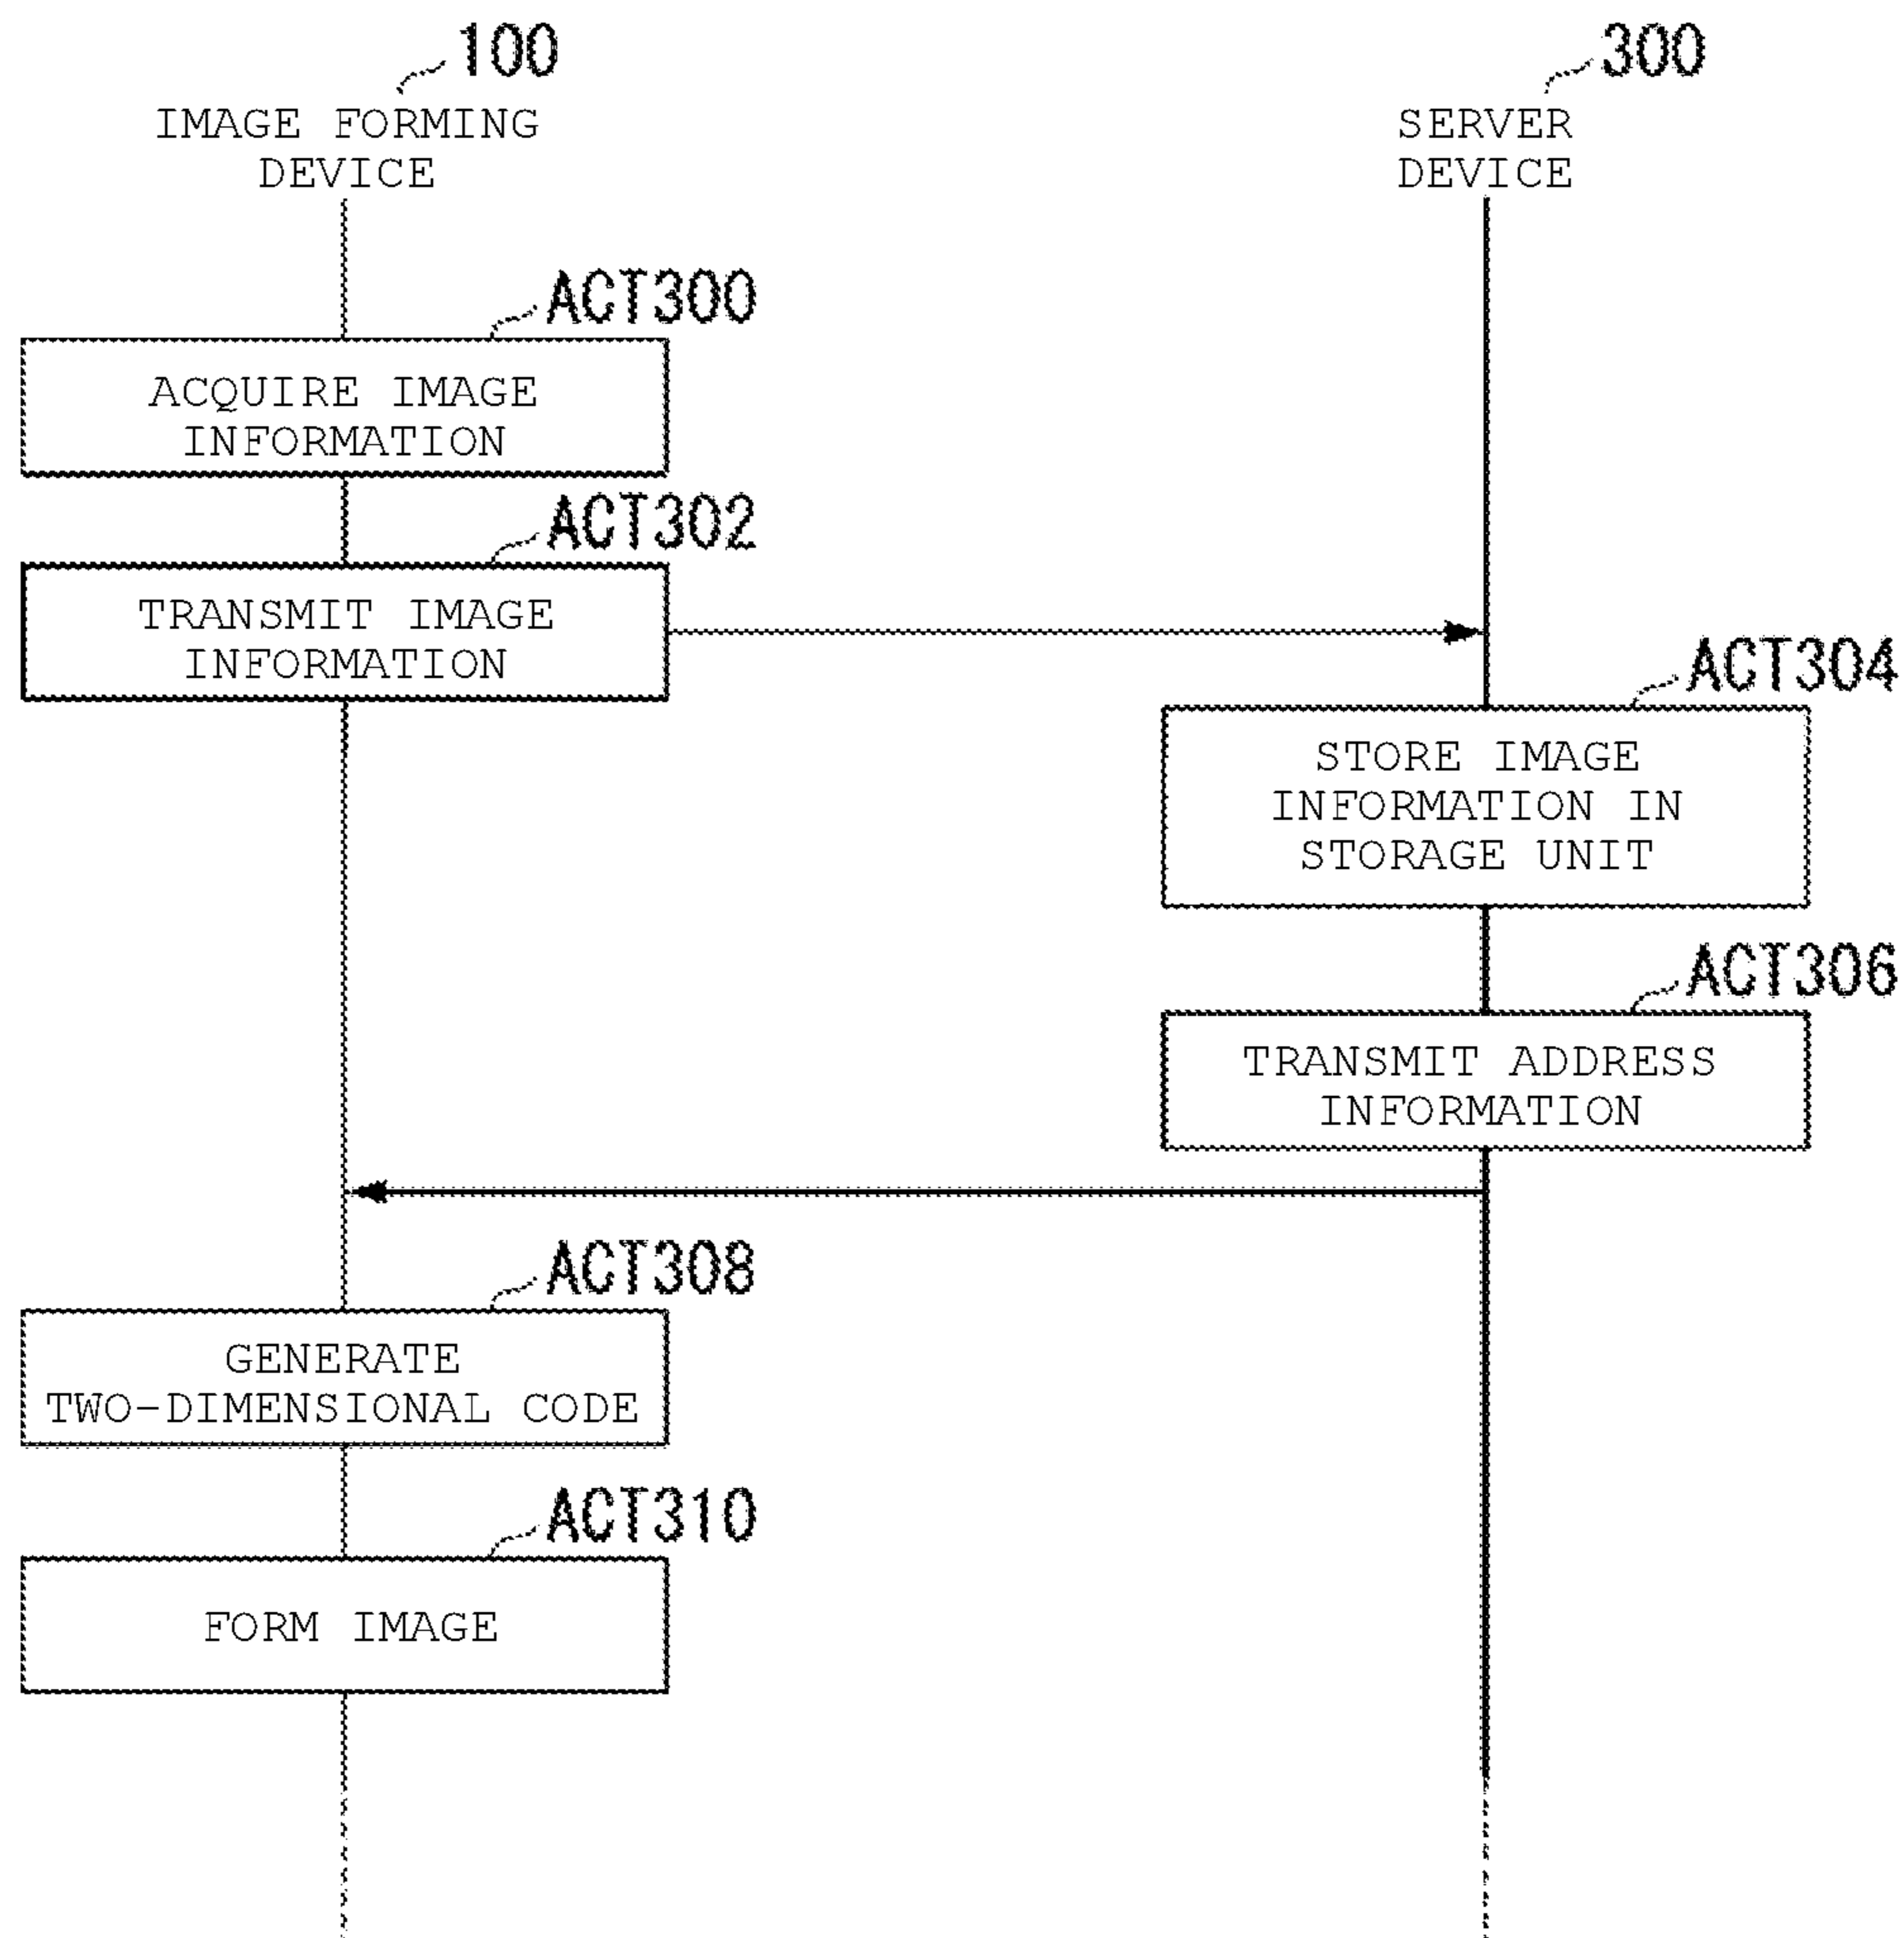 100
IMAGE FORMING
DEVICE
300
SERVER
DEVICE
ACT300
ACQUIRE IMAGE
INFORMATION
ACT302
TRANSMIT IMAGE
INFORMATION
ACT304
STORE IMAGE
INFORMATION IN
STORAGE UNIT
ACT306
TRANSMIT ADDRESS
INFORMATION
ACT308
GENERATE
TWO-DIMENSIONAL CODE
ACT310
FORM IMAGE